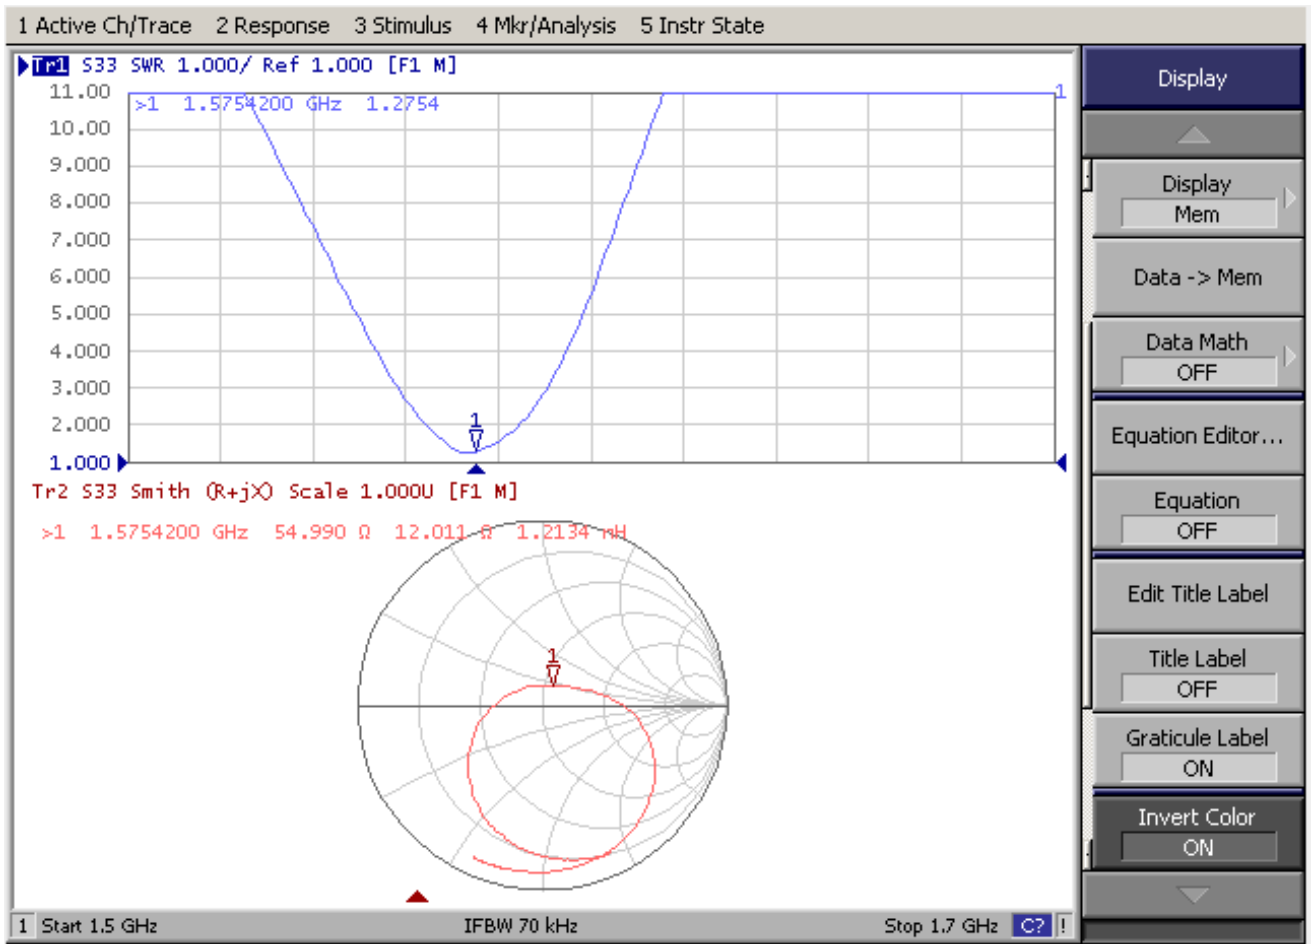 1 Active Ch/Trace 2 Response 3 Stimulus 4 Mkr/Analysis 5 Instr State
Tr1 S33 SWR 1.000/ Ref 1.000 [F1 M]
11.00
>1 1.5754200 GHz 1.2754
1
10.00
9.000
8.000
7.000
6.000
5.000
4.000
3.000
2.000
1
1.000
Tr2 S33 Smith (R+jX) Scale 1.000U [F1 M]
>1 1.5754200 GHz 54.990 Ω 12.011 Ω 1.2134 nH
1
Display
Display
Mem
Data -> Mem
Data Math
OFF
Equation Editor...
Equation
OFF
Edit Title Label
Title Label
OFF
Graticule Label
ON
Invert Color
ON
1 Start 1.5 GHz IFBW 70 kHz Stop 1.7 GHz C? !